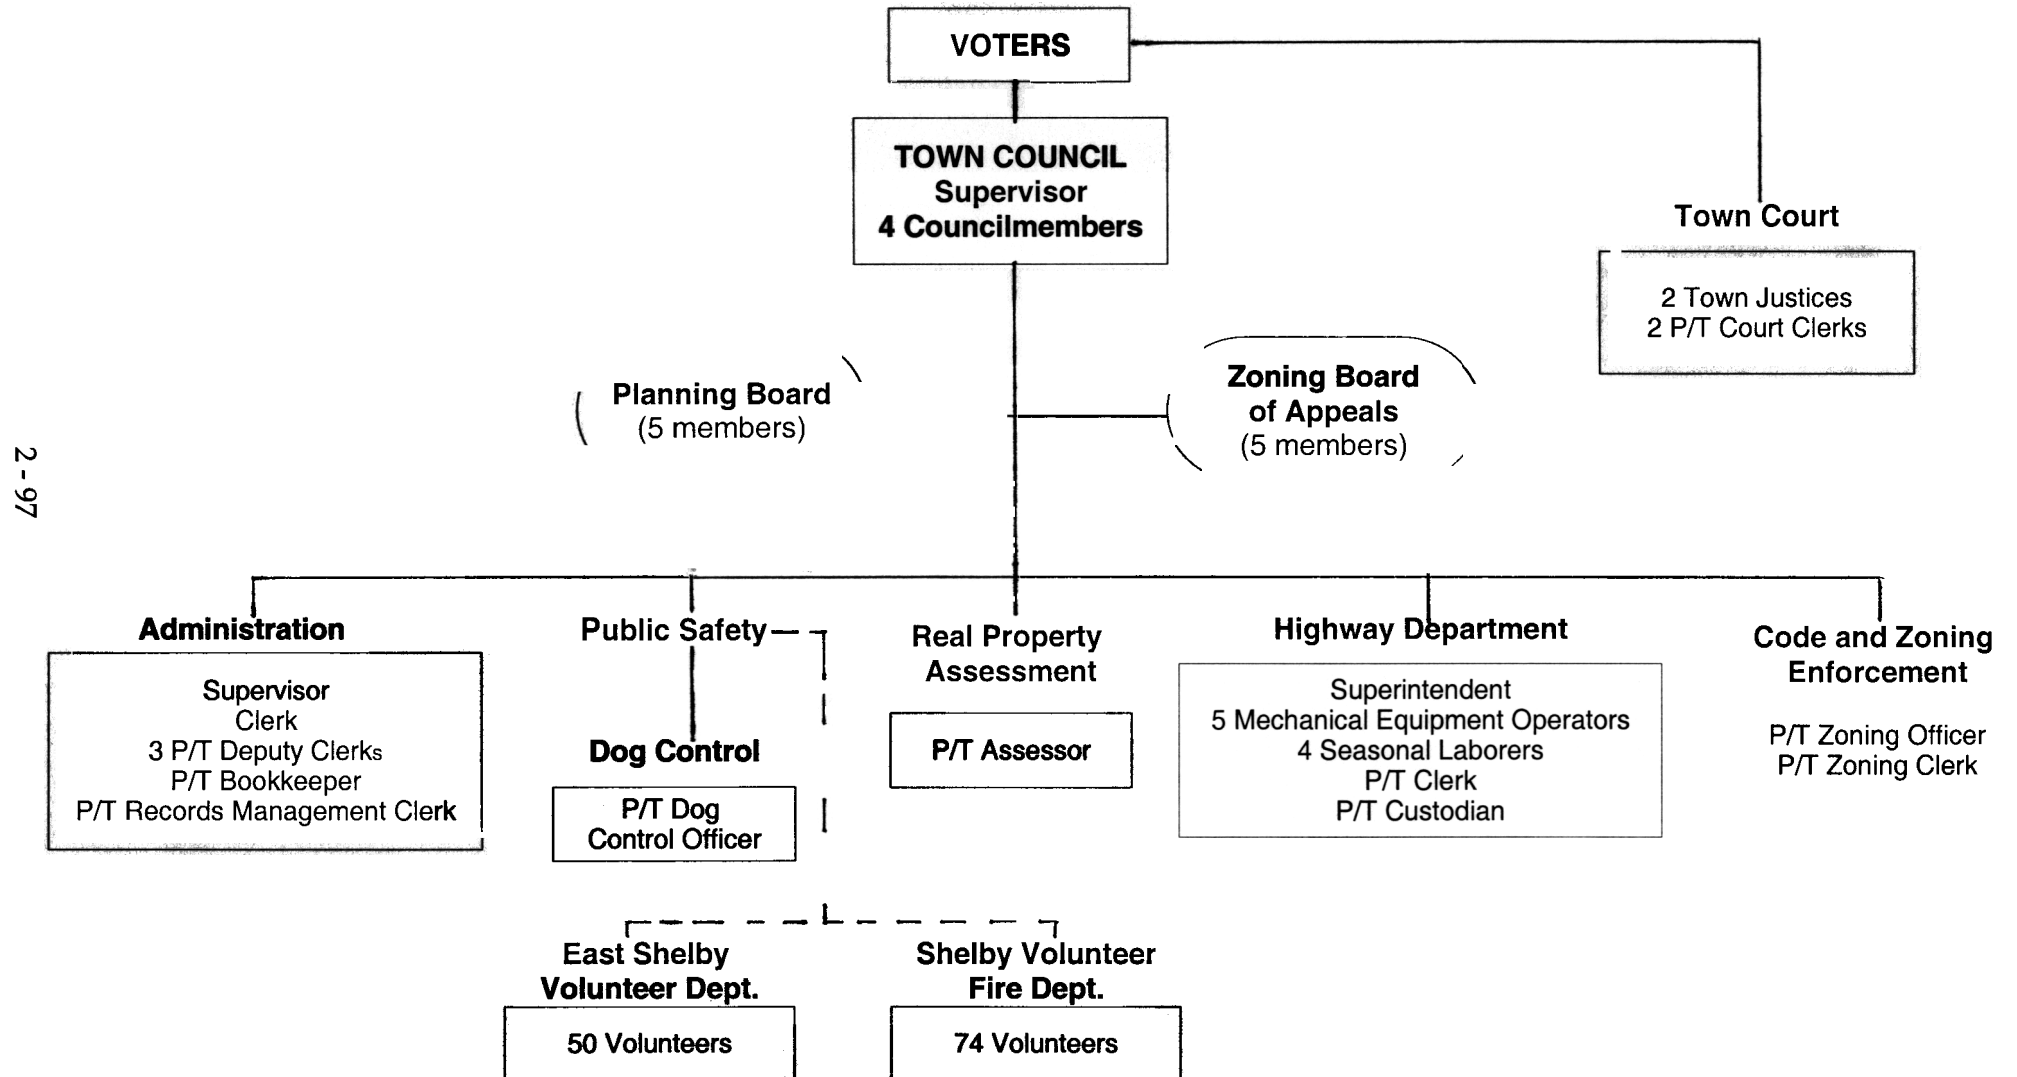 VOTERS
TOWN COUNCIL
Supervisor
4 Councilmembers
Town Court
2 Town Justices
2 P/T Court Clerks
Planning Board
(5 members)
Zoning Board
of Appeals
(5 members)
2 - 97
Administration
Supervisor
Clerk
3 P/T Deputy Clerks
P/T Bookkeeper
P/T Records Management Clerk
Public Safety
Dog Control
P/T Dog
Control Officer
Real Property
Assessment
P/T Assessor
Highway Department
Superintendent
5 Mechanical Equipment Operators
4 Seasonal Laborers
P/T Clerk
P/T Custodian
Code and Zoning
Enforcement
P/T Zoning Officer
P/T Zoning Clerk
East Shelby
Volunteer Dept.
50 Volunteers
Shelby Volunteer
Fire Dept.
74 Volunteers